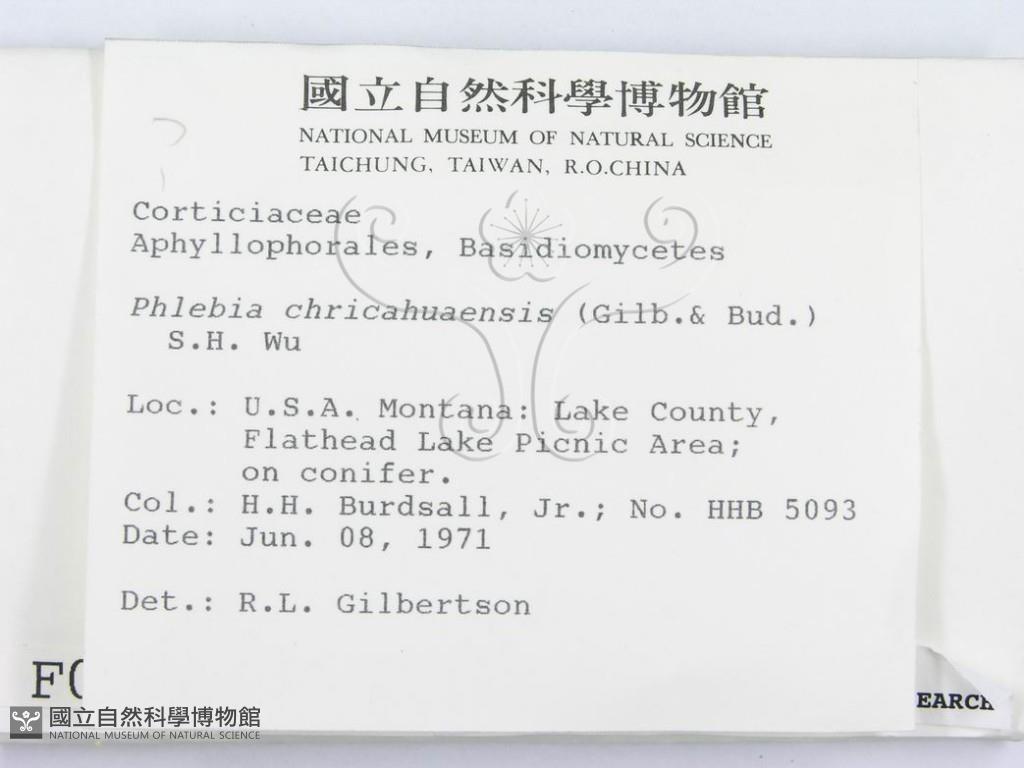 國立自然科學博物館
NATIONAL MUSEUM OF NATURAL SCIENCE
TAICHUNG, TAIWAN, R.O.CHINA
Corticiaceae
Aphyllophorales, Basidiomycetes
Phlebia chricahuaensis (Gilb.& Bud.)
S.H. Wu
Loc.: U.S.A. Montana: Lake County,
Flathead Lake Picnic Area;
on conifer.
Col.: H.H. Burdsall, Jr.; No. HHB 5093
Date: Jun. 08, 1971
Det.: R.L. Gilbertson
國立自然科學博物館
NATIONAL MUSEUM OF NATURAL SCIENCE